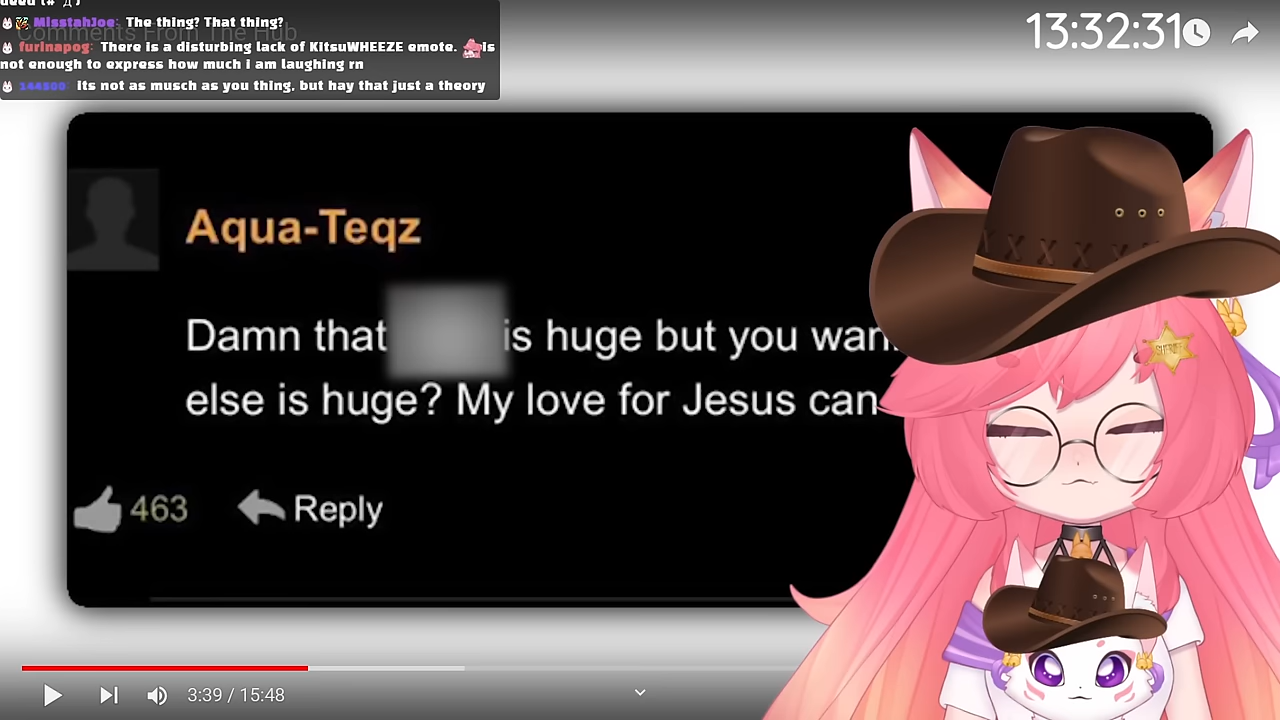 MisstahJoe: The thing? That thing?
Comments From The Hub
furinapog: There is a disturbing lack of KitsuWHEEZE emote. is
not enough to express how much i am laughing rn
144300: Its not as musch as you thing, but hay that just a theory
13:32:31
Aqua-Teqz
Damn that is huge but you wan
else is huge? My love for Jesus can
463 Reply
SHERIFF
3:39 / 15:48